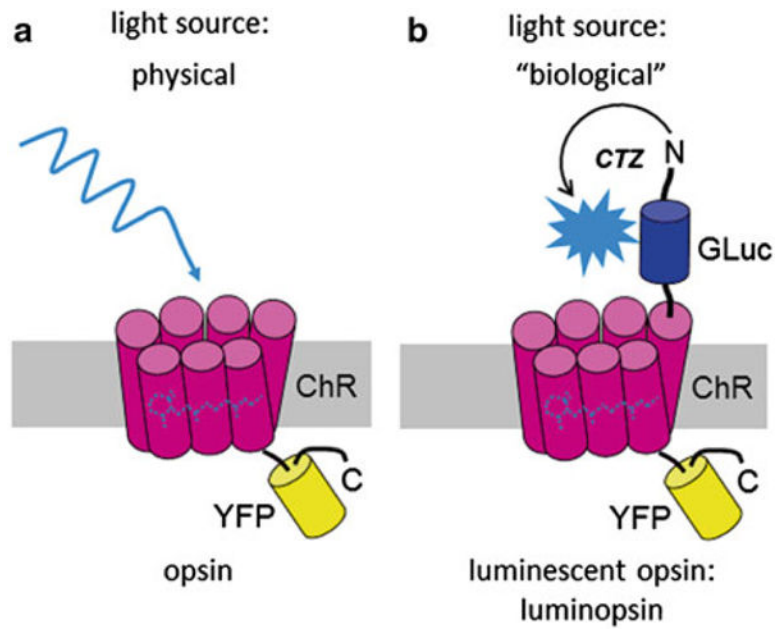 a
light source:
physical
ChR
C
YFP
opsin
b
light source:
“biological”
CTZ
N
GLuc
ChR
C
YFP
luminescent opsin:
luminopsin